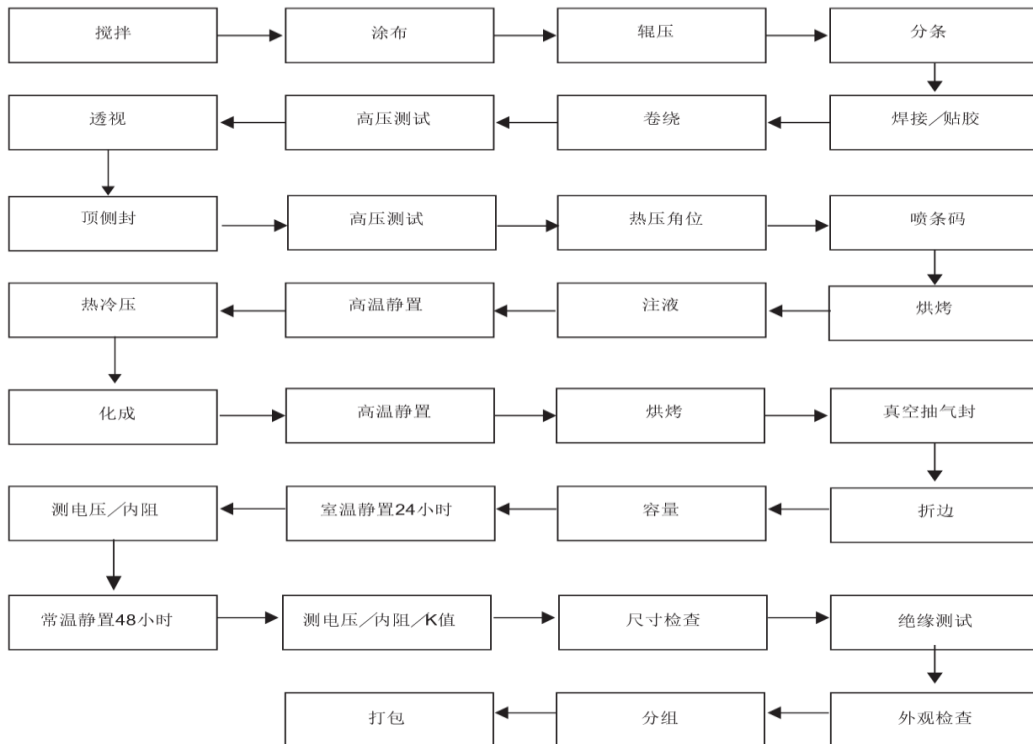 搅拌
涂布
辊压
分条
焊接／贴胶
卷绕
高压测试
透视
顶侧封
高压测试
热压角位
喷条码
烘烤
注液
高温静置
热冷压
化成
高温静置
烘烤
真空抽气封
折边
容量
室温静置24小时
测电压／内阻
常温静置48小时
测电压／内阻／K值
尺寸检查
绝缘测试
外观检查
分组
打包